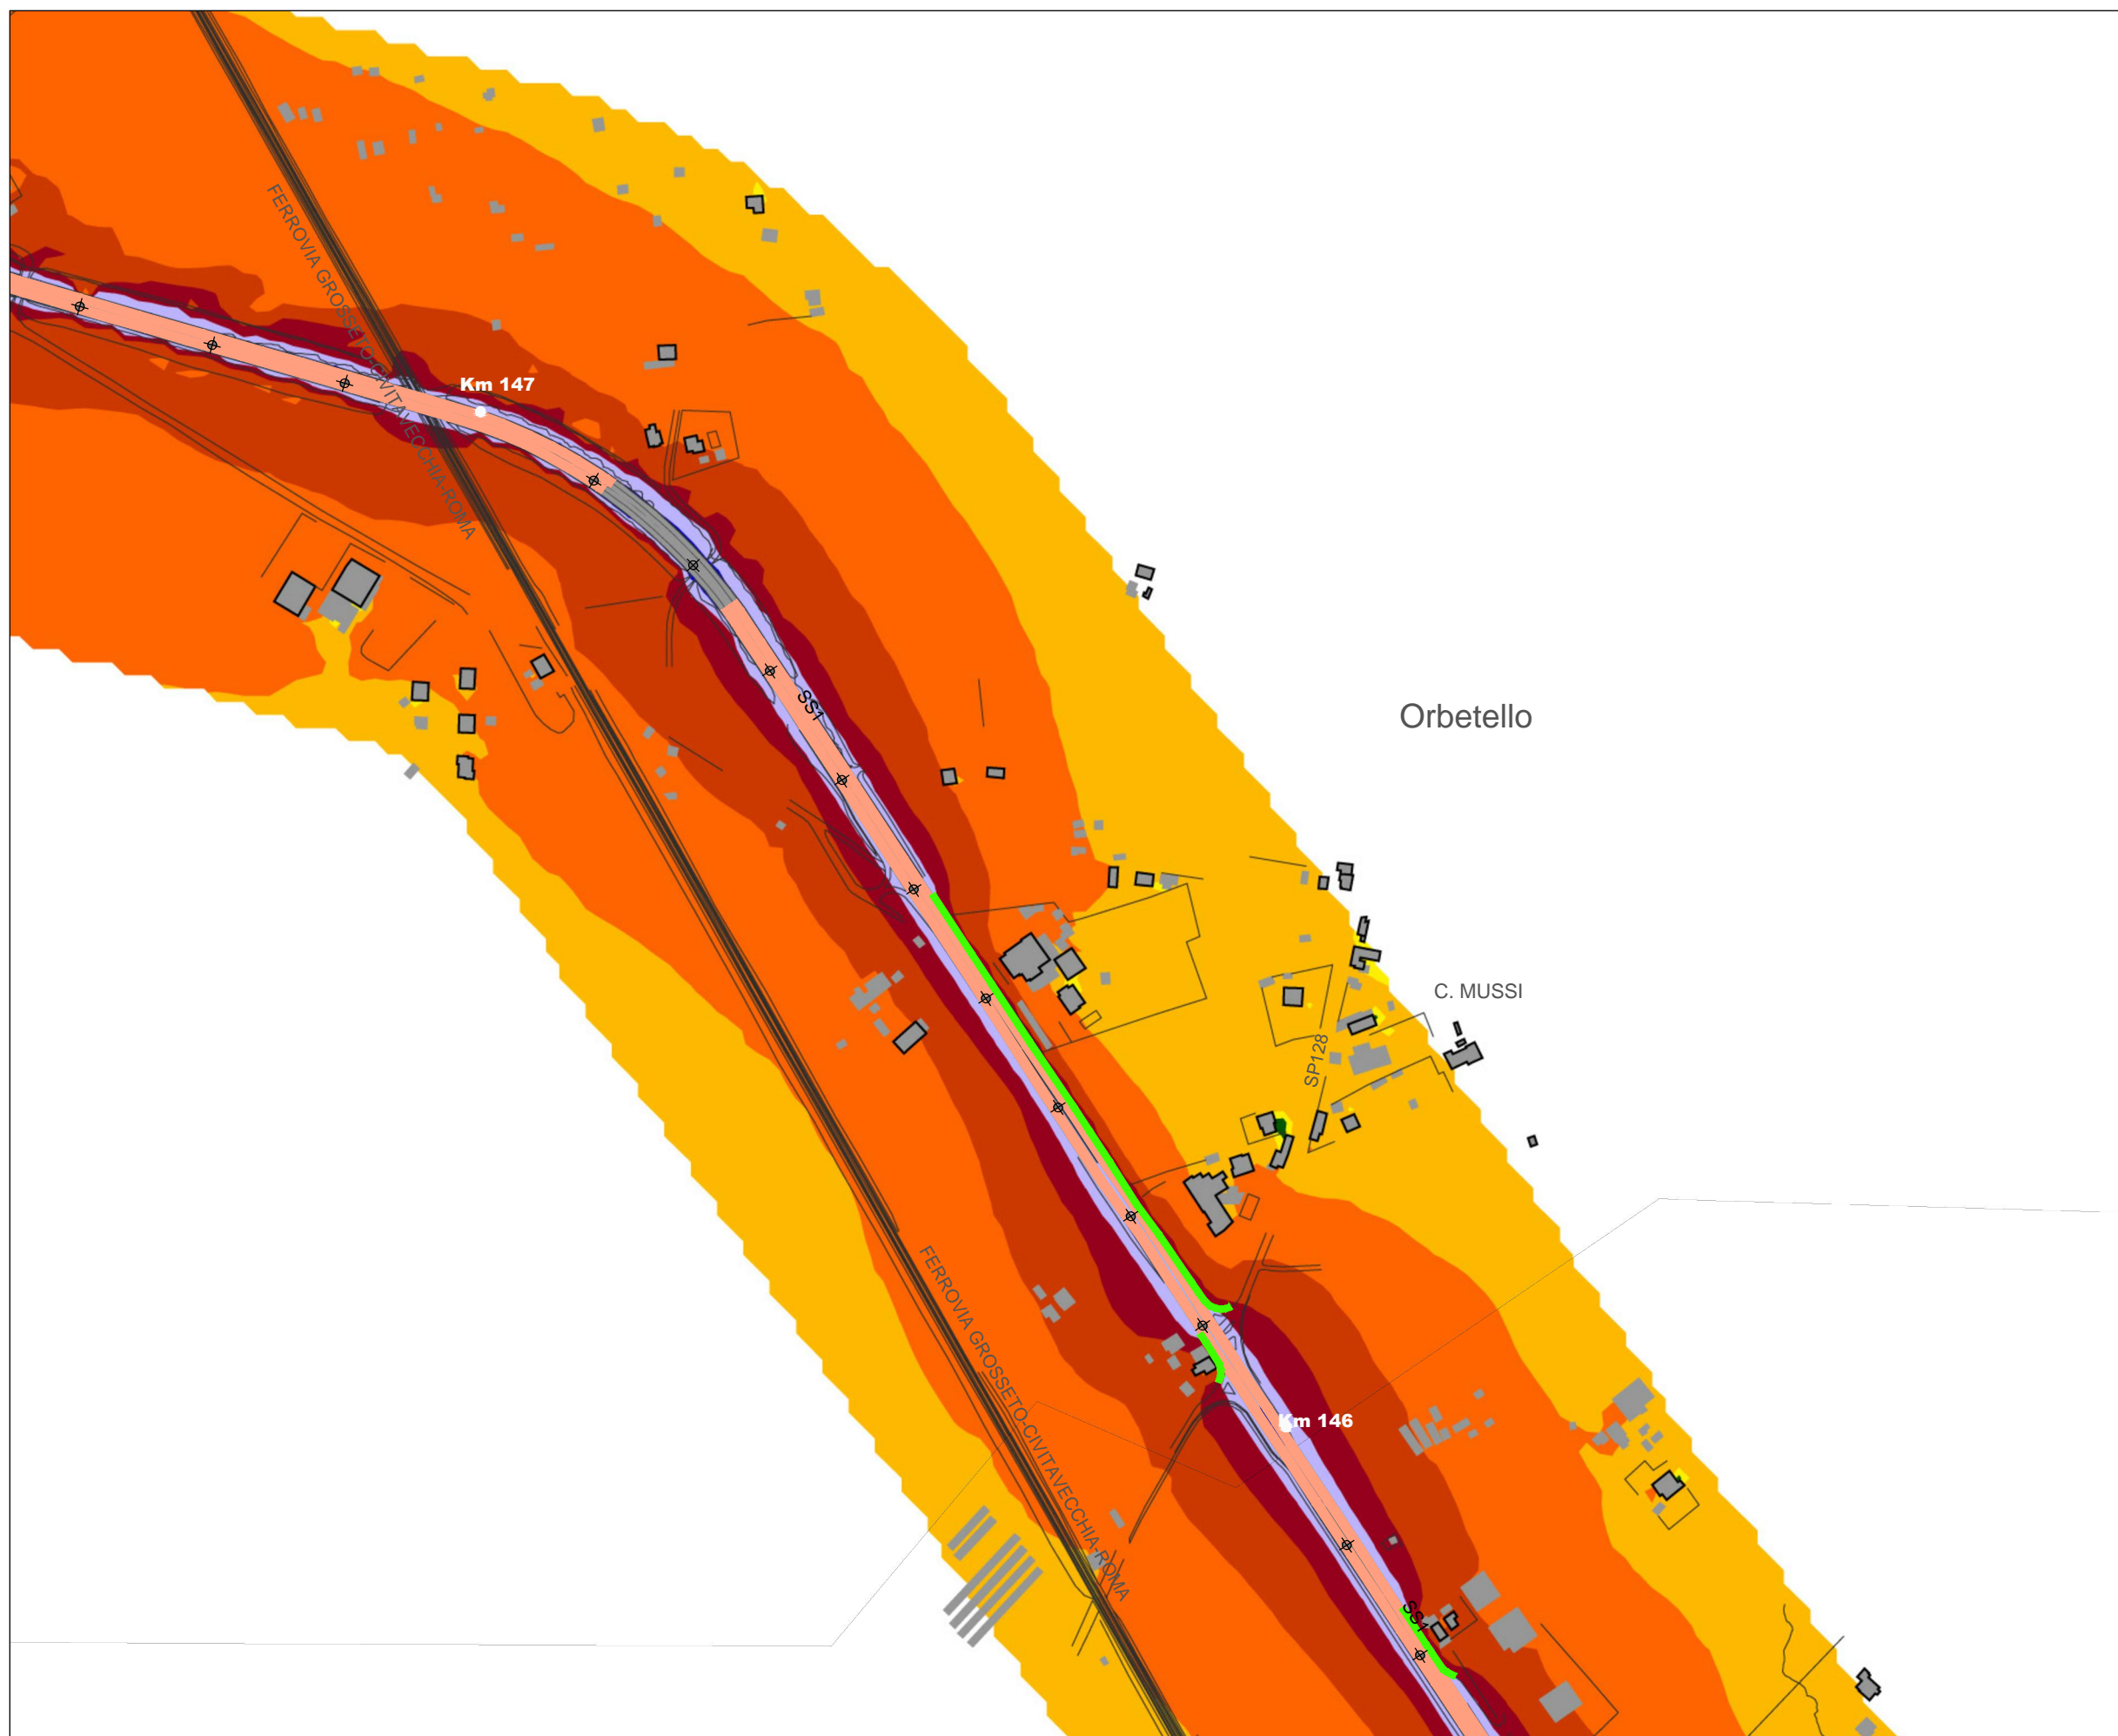 FERROVIA GROSSETO-CIVITAVECCHIA-ROMA
Km 147
SS1
Orbetello
C. MUSSI
SP128
FERROVIA GROSSETO-CIVITAVECCHIA-ROMA
Km 146
SS1